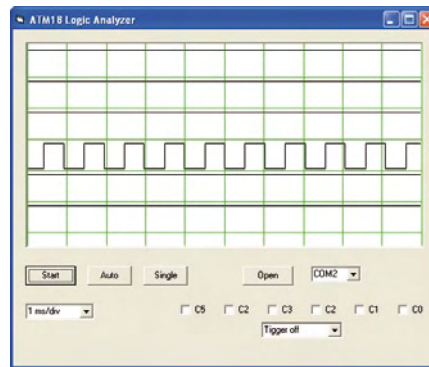 ATM18 Logic Analyzer
Start Auto Single Open COM2
1 ms/div C5 C2 C3 C2 C1 C0
Tigger off